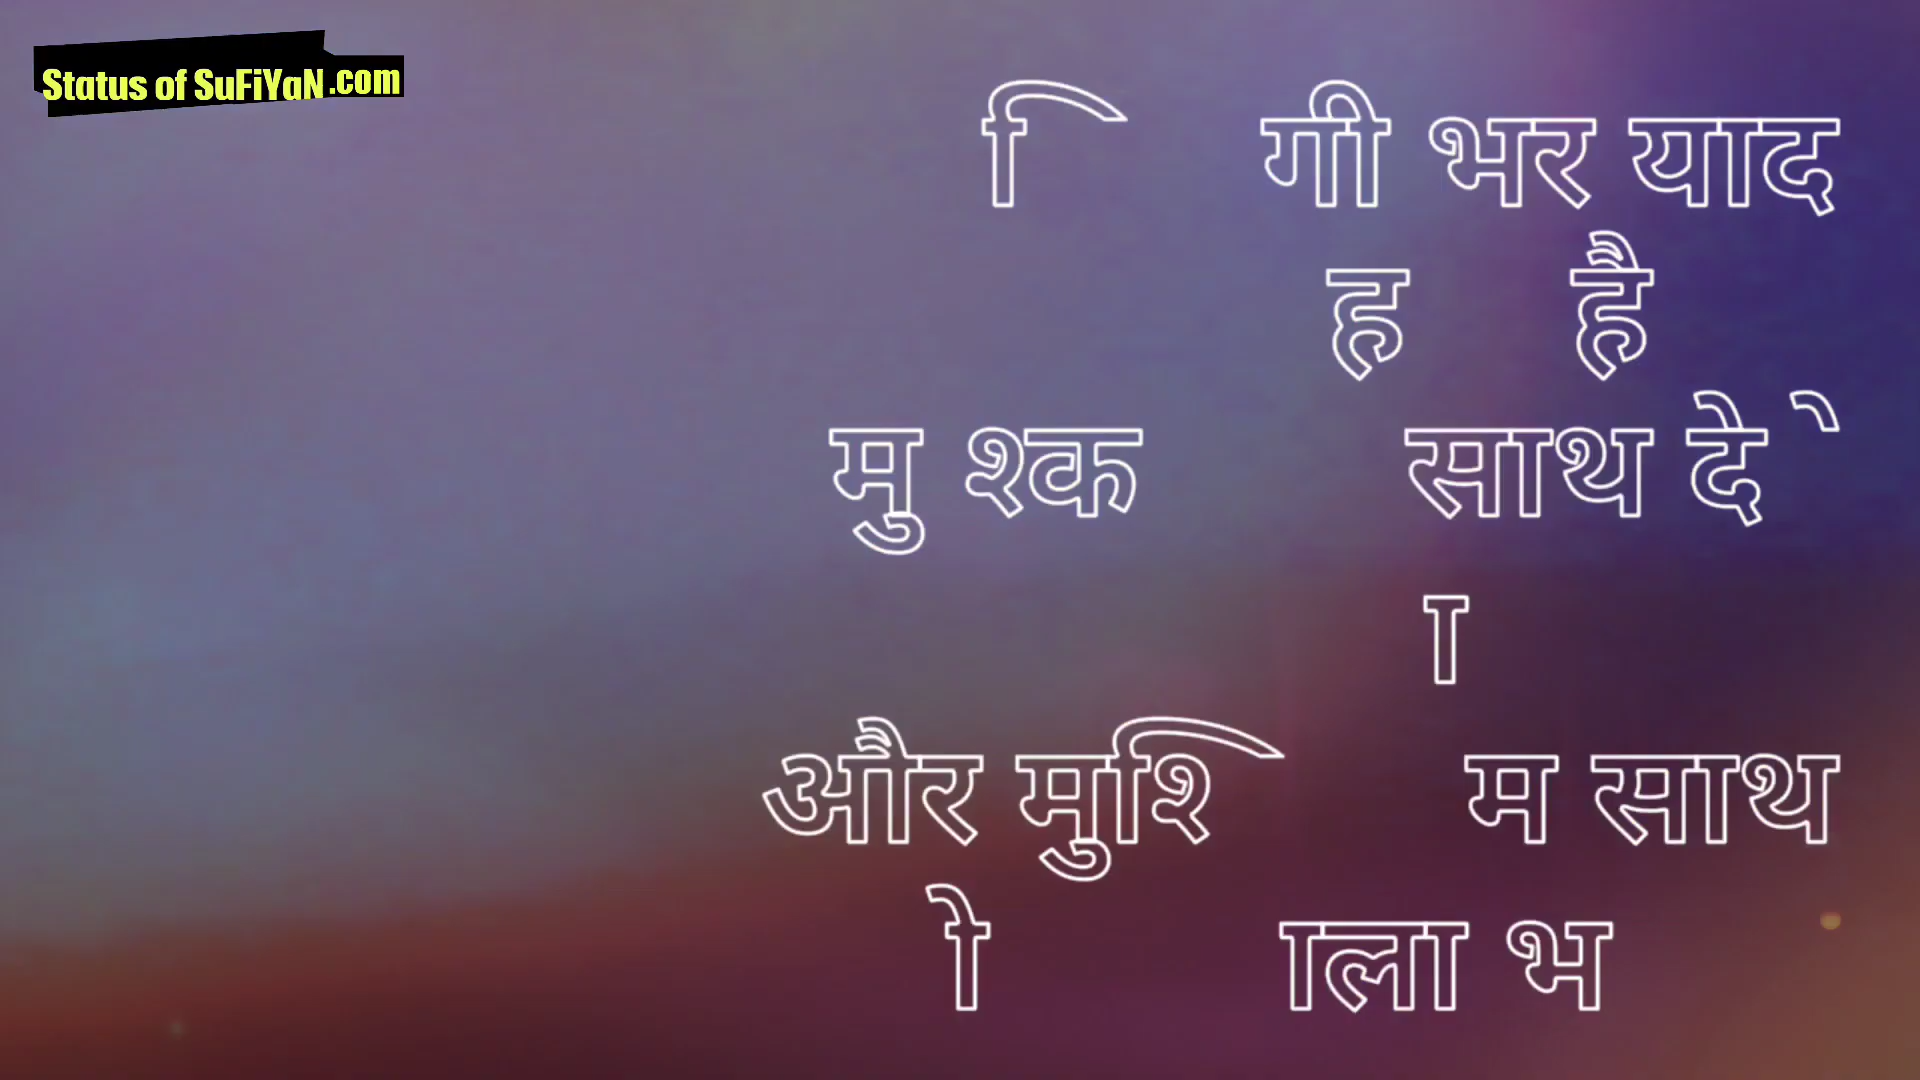 Status of SuFiYaN.com
ि गी भर याद
ह है
मु श्क साथ दे े
ा
और मुश्ि म साथ
ो ाला भ